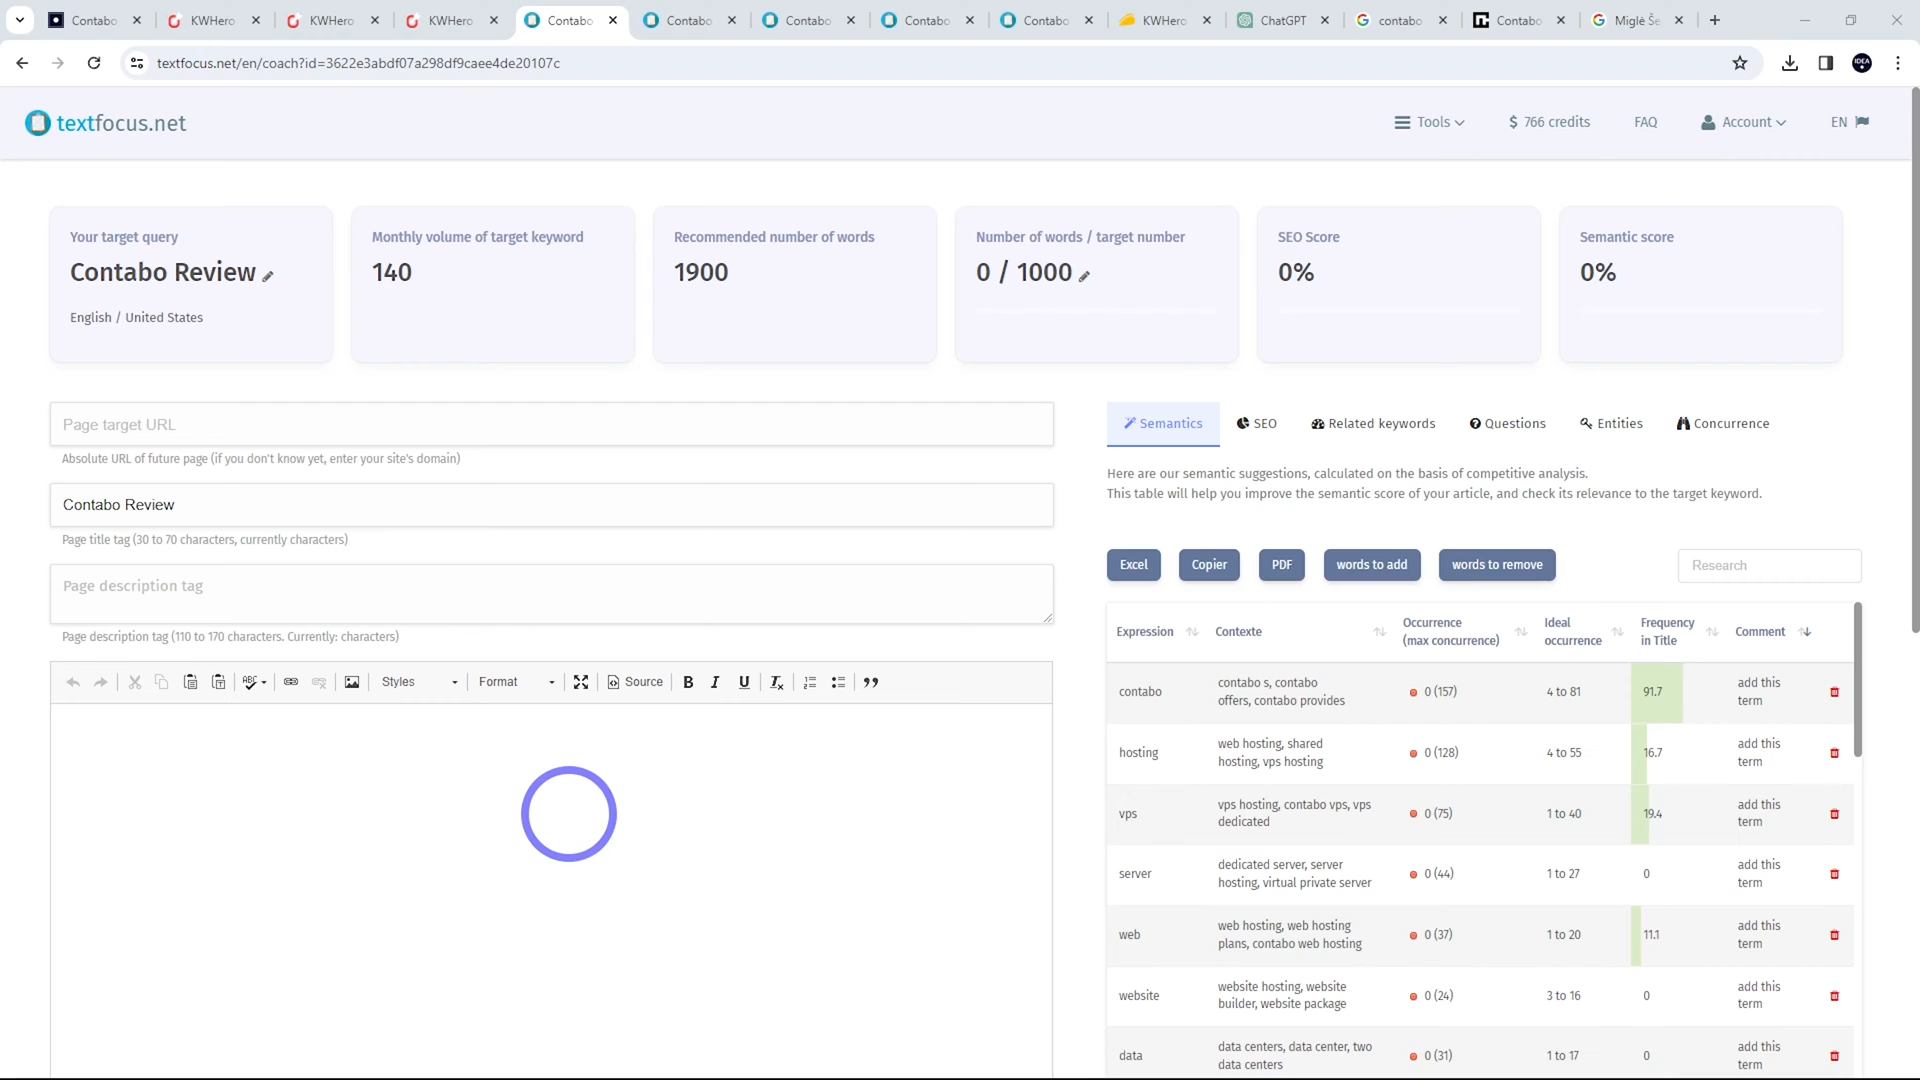 Contabo
KWHero
KWHero
KWHero
Contabo
Contabo
Contabo
Contabo
Contabo
KWHero
ChatGPT
contabo
Contabo
Miglė Še
textfocus.net/en/coach?id=3622e3abdf07a298df9caee4de20107c
textfocus.net
Tools
$ 766 credits
FAQ
Account
EN
Your target query
Contabo Review
English / United States
Monthly volume of target keyword
140
Recommended number of words
1900
Number of words / target number
0 / 1000
SEO Score
0%
Semantic score
0%
Page target URL
Absolute URL of future page (if you don't know yet, enter your site's domain)
Contabo Review
Page title tag (30 to 70 characters, currently characters)
Page description tag
Page description tag (110 to 170 characters. Currently: characters)
Styles
Format
Source
B
I
U
Semantics
SEO
Related keywords
Questions
Entities
Concurrence
Here are our semantic suggestions, calculated on the basis of competitive analysis.
This table will help you improve the semantic score of your article, and check its relevance to the target keyword.
Excel
Copier
PDF
words to add
words to remove
Research
Expression
Contexte
Occurrence
(max concurrence)
Ideal
occurrence
Frequency
in Title
Comment
contabo
contabo s, contabo
offers, contabo provides
0 (157)
4 to 81
91.7
add this
term
hosting
web hosting, shared
hosting, vps hosting
0 (128)
4 to 55
16.7
add this
term
vps
vps hosting, contabo vps, vps
dedicated
0 (75)
1 to 40
19.4
add this
term
server
dedicated server, server
hosting, virtual private server
0 (44)
1 to 27
0
add this
term
web
web hosting, web hosting
plans, contabo web hosting
0 (37)
1 to 20
11.1
add this
term
website
website hosting, website
builder, website package
0 (24)
3 to 16
0
add this
term
data
data centers, data center, two
data centers
0 (31)
1 to 17
0
add this
term